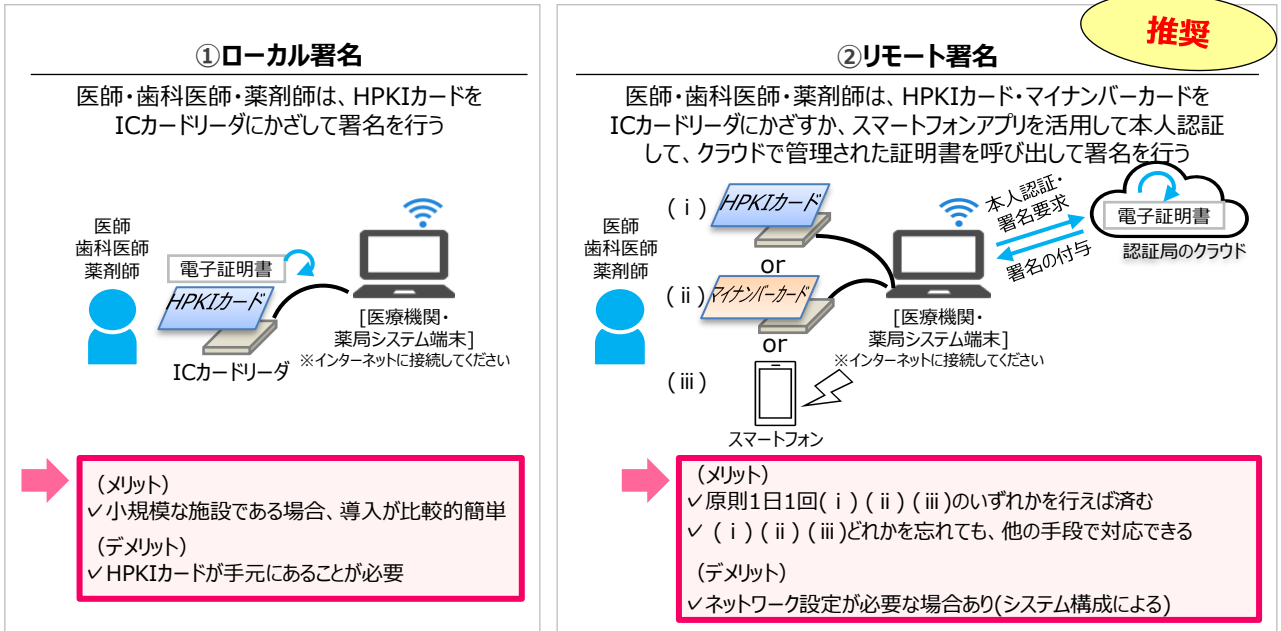 ①ローカル署名
医師・歯科医師・薬剤師は、HPKIカードを
ICカードリーダにかざして署名を行う
医師
歯科医師
薬剤師
電子証明書
HPKIカード
ICカードリーダ
[医療機関・
薬局システム端末]
※インターネットに接続してください
（メリット）
✓小規模な施設である場合、導入が比較的簡単
（デメリット）
✓HPKIカードが手元にあることが必要
推奨
②リモート署名
医師・歯科医師・薬剤師は、HPKIカード・マイナンバーカードを
ICカードリーダにかざすか、スマートフォンアプリを活用して本人認証
して、クラウドで管理された証明書を呼び出して署名を行う
医師
歯科医師
薬剤師
(ⅰ)
HPKIカード
or
(ⅱ)
マイナンバーカード
or
(ⅲ)
スマートフォン
[医療機関・
薬局システム端末]
※インターネットに接続してください
本人認証・
署名要求
署名の付与
電子証明書
認証局のクラウド
（メリット）
✓原則1日1回(ⅰ)(ⅱ)(ⅲ)のいずれかを行えば済む
✓ (ⅰ)(ⅱ)(ⅲ)どれかを忘れても、他の手段で対応できる
（デメリット）
✓ネットワーク設定が必要な場合あり(システム構成による)